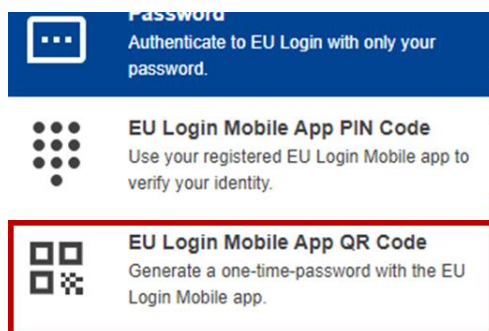 Password
Authenticate to EU Login with only your
password.
EU Login Mobile App PIN Code
Use your registered EU Login Mobile app to
verify your identity.
EU Login Mobile App QR Code
Generate a one-time-password with the EU
Login Mobile app.